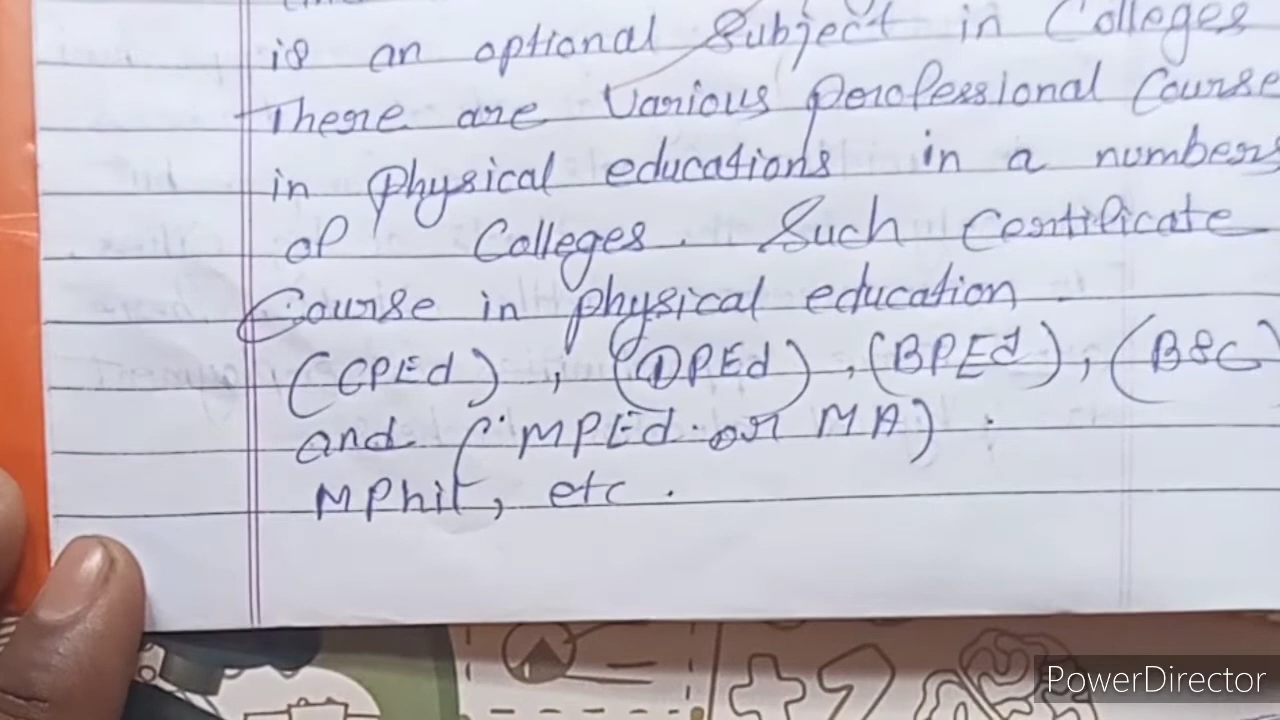 is an optional Subject in Colleges
There are Various professional Course
in Physical educations in a numbers
of Colleges. Such Certificate
Course in physical education
(CPEd), (DPEd), (BPEd), (BSC)
and (MPEd. or MA).
MPhil, etc.
PowerDirector